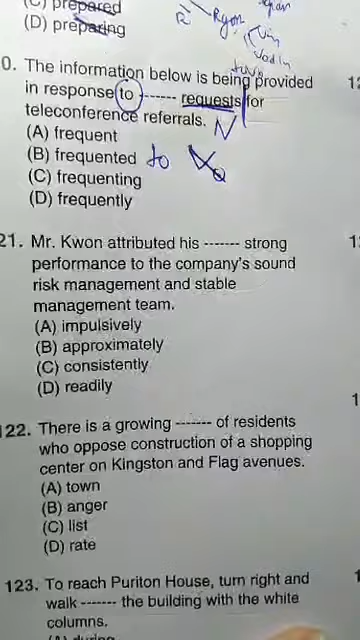 (C) prepared
(D) preparing
0. The information below is being provided
in response to ------- requests for
teleconference referrals.
N
(A) frequent
(B) frequented to
(C) frequenting
(D) frequently
21. Mr. Kwon attributed his ------- strong
performance to the company's sound
risk management and stable
management team.
(A) impulsively
(B) approximately
(C) consistently
(D) readily
122. There is a growing ------- of residents
who oppose construction of a shopping
center on Kingston and Flag avenues.
(A) town
(B) anger
(C) list
(D) rate
123. To reach Puriton House, turn right and
walk ------- the building with the white
columns.
(A) during